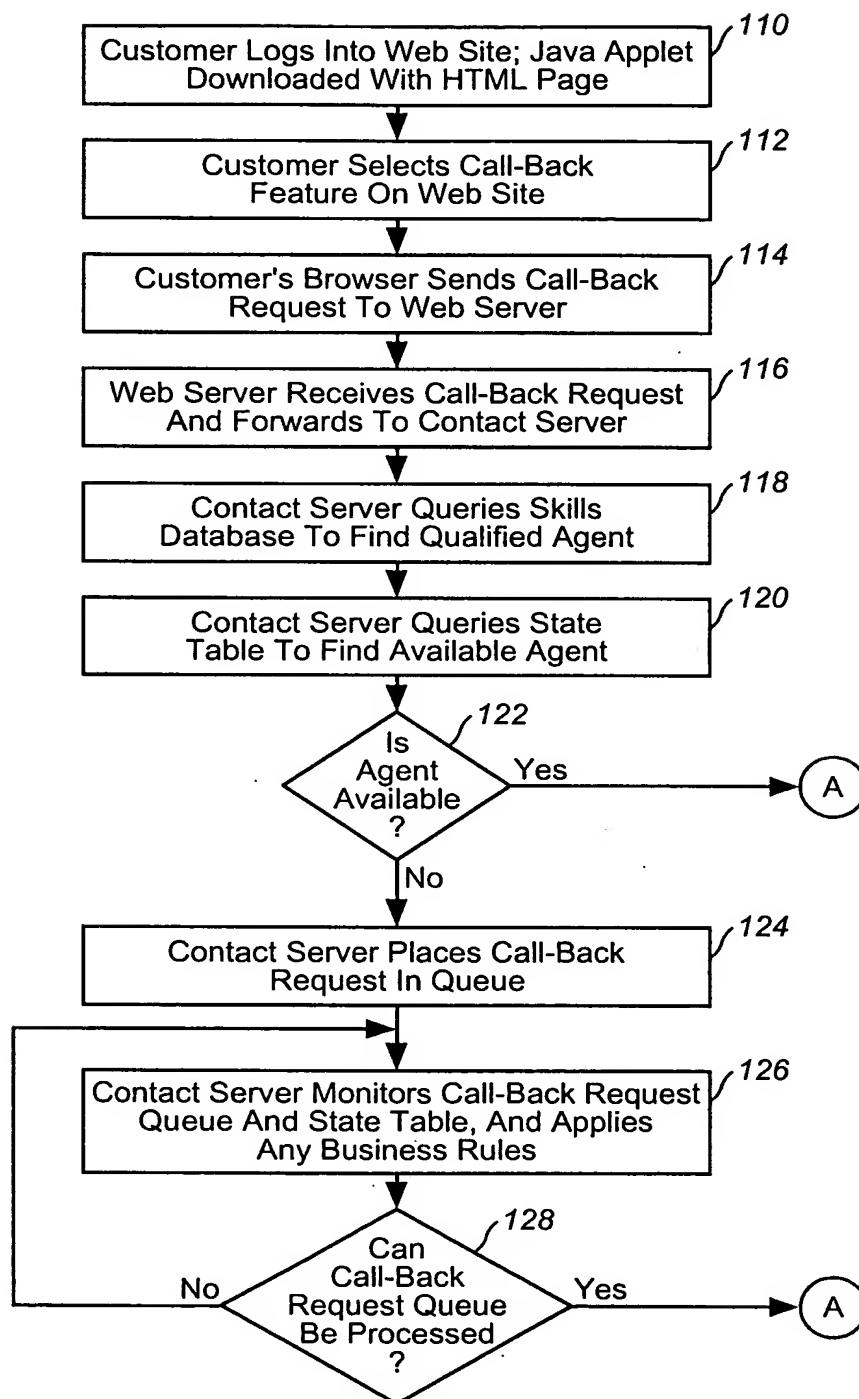 110
Customer Logs Into Web Site; Java Applet
Downloaded With HTML Page
112
Customer Selects Call-Back
Feature On Web Site
114
Customer's Browser Sends Call-Back
Request To Web Server
116
Web Server Receives Call-Back Request
And Forwards To Contact Server
118
Contact Server Queries Skills
Database To Find Qualified Agent
120
Contact Server Queries State
Table To Find Available Agent
122
Is
Agent
Available
?
Yes
A
No
124
Contact Server Places Call-Back
Request In Queue
126
Contact Server Monitors Call-Back Request
Queue And State Table, And Applies
Any Business Rules
128
Can
Call-Back
Request Queue
Be Processed
?
No
Yes
A